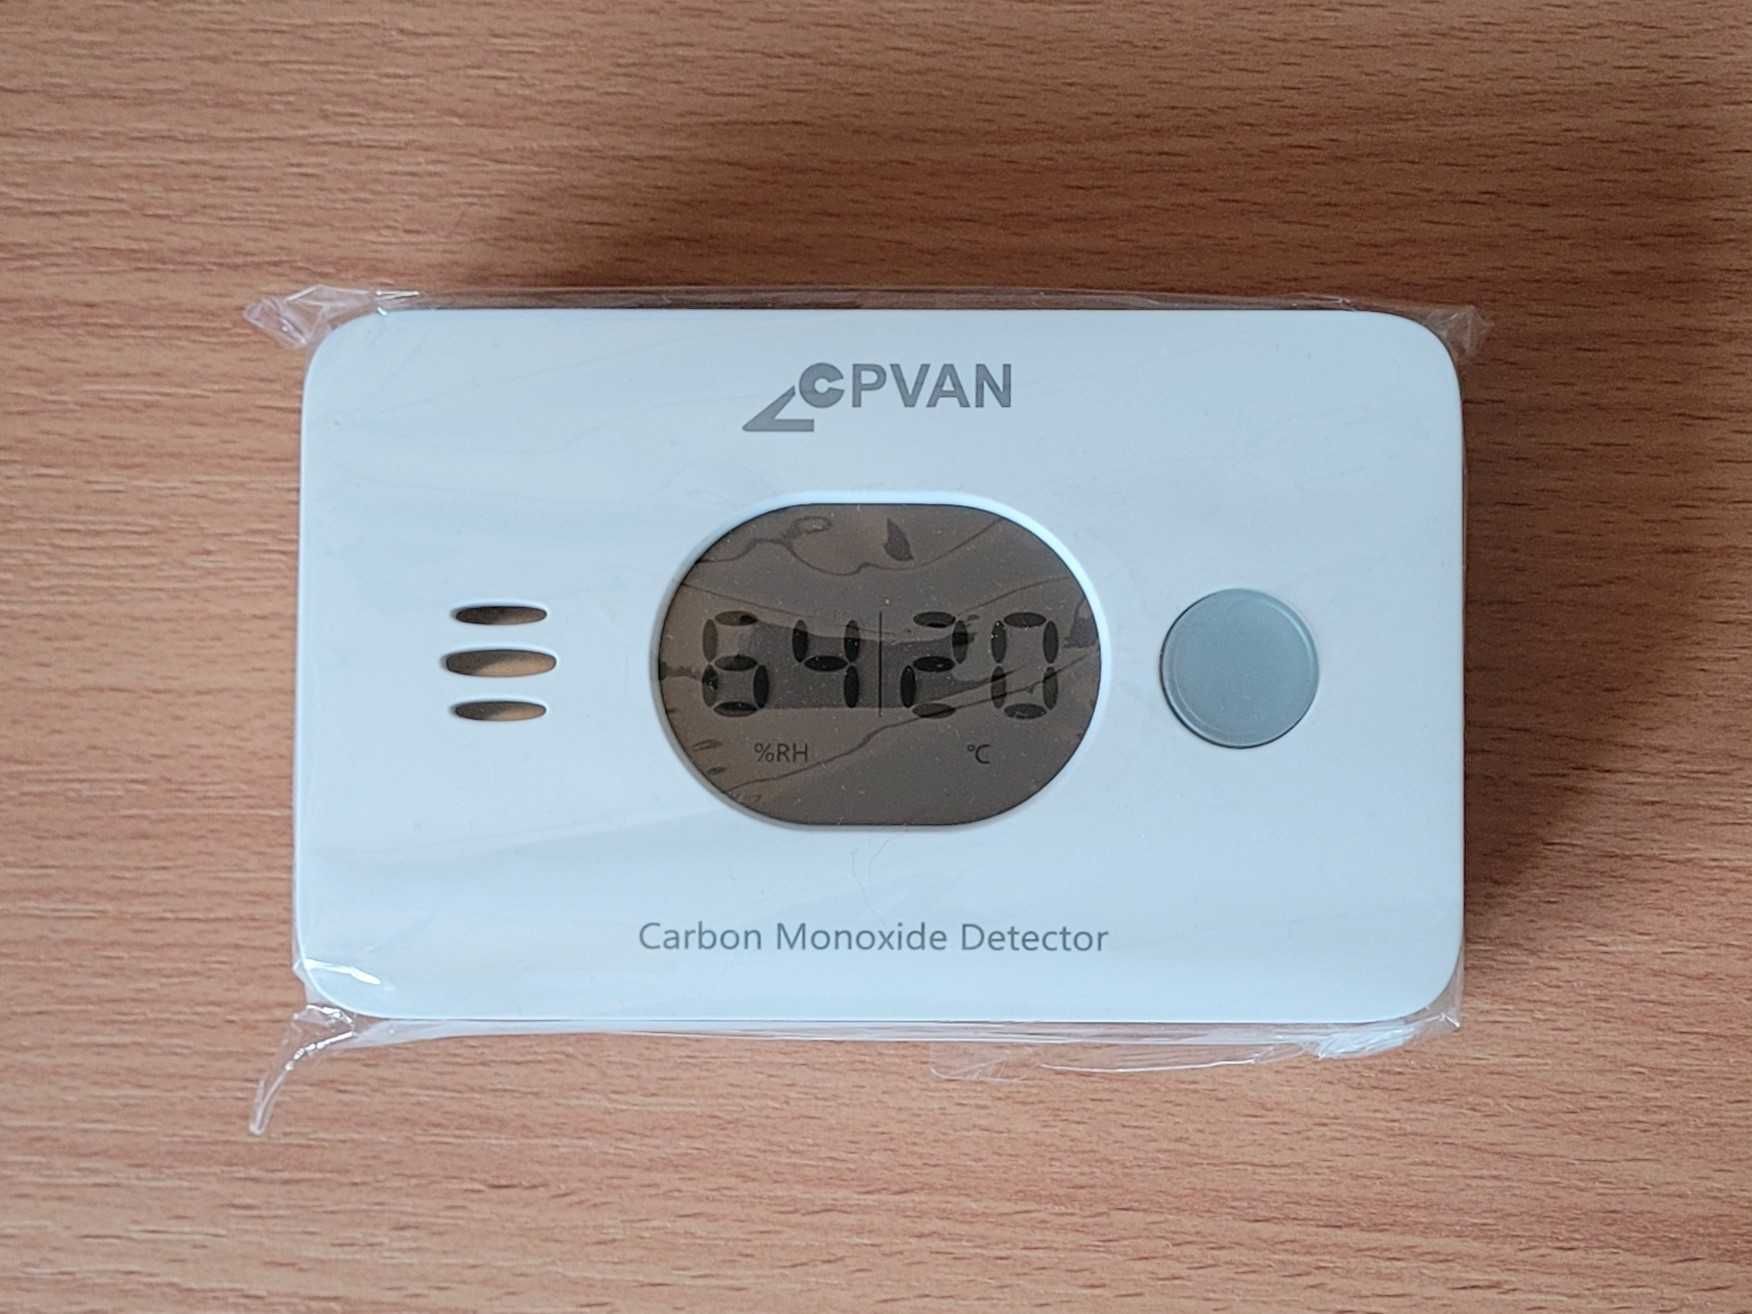 CPVAN
64 | 20
%RH °C
Carbon Monoxide Detector